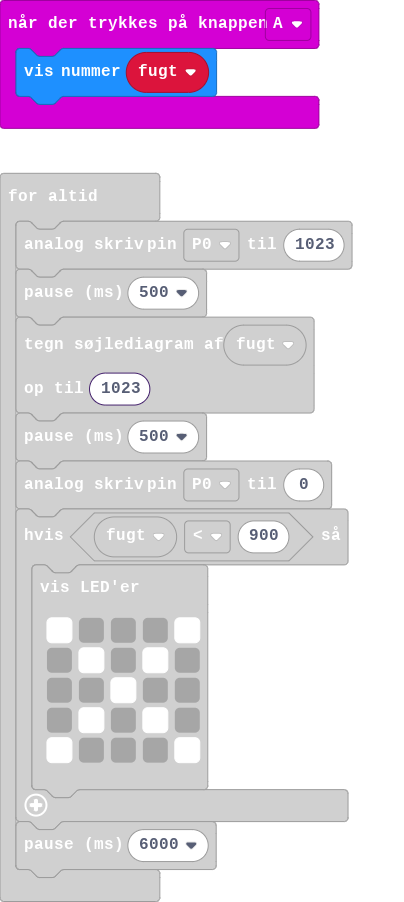 når der trykkes på knappen A
vis nummer fugt
for altid
analog skriv pin P0 til 1023
pause (ms) 500
tegn søjlediagram af fugt
op til 1023
pause (ms) 500
analog skriv pin P0 til 0
hvis fugt < 900 så
vis LED'er
pause (ms) 6000